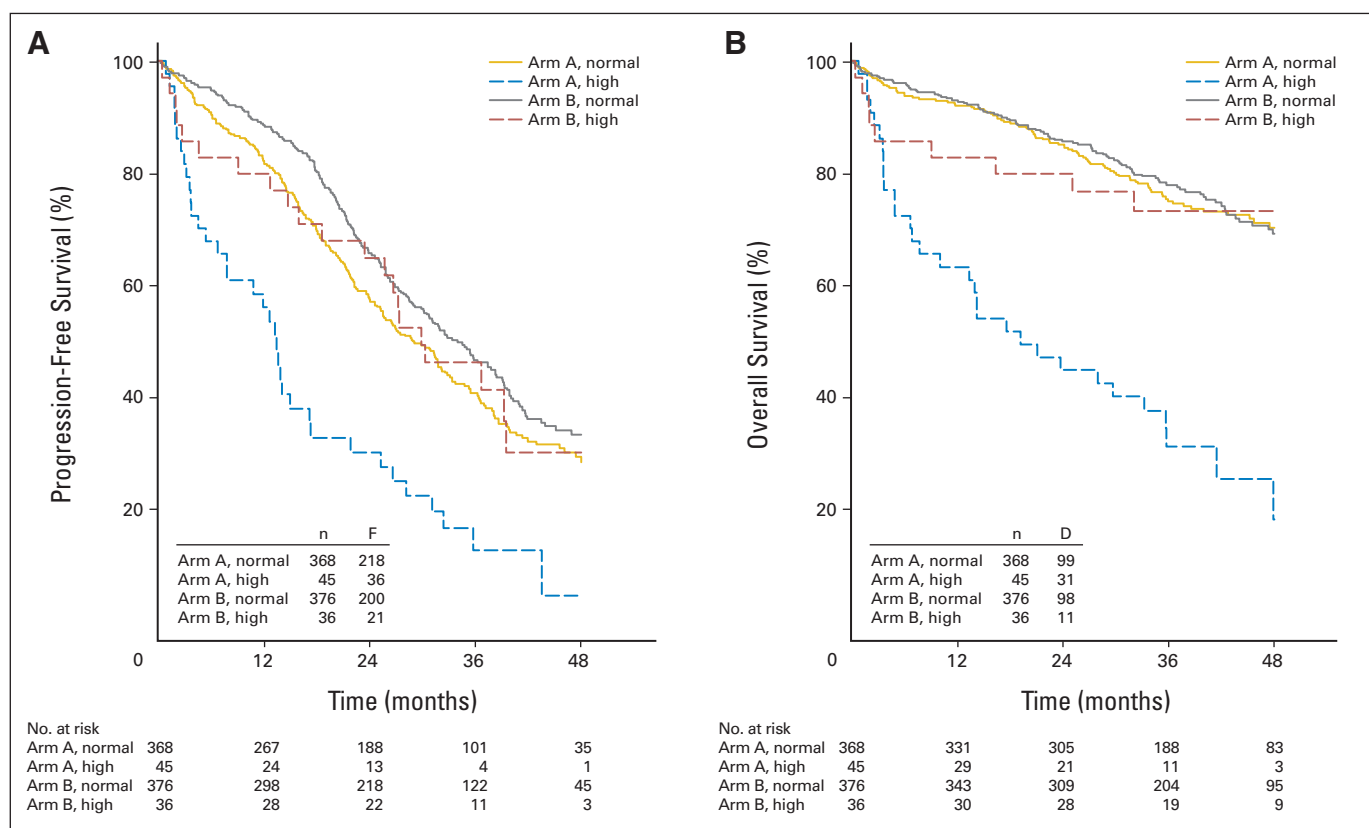 A
Progression-Free Survival (%)
100
80
60
40
20
0
12
24
36
48
Time (months)
Arm A, normal
Arm A, high
Arm B, normal
Arm B, high
n F
Arm A, normal 368 218
Arm A, high 45 36
Arm B, normal 376 200
Arm B, high 36 21
No. at risk
Arm A, normal 368 267 188 101 35
Arm A, high 45 24 13 4 1
Arm B, normal 376 298 218 122 45
Arm B, high 36 28 22 11 3
B
Overall Survival (%)
100
80
60
40
20
0
12
24
36
48
Time (months)
Arm A, normal
Arm A, high
Arm B, normal
Arm B, high
n D
Arm A, normal 368 99
Arm A, high 45 31
Arm B, normal 376 98
Arm B, high 36 11
No. at risk
Arm A, normal 368 331 305 188 83
Arm A, high 45 29 21 11 3
Arm B, normal 376 343 309 204 95
Arm B, high 36 30 28 19 9